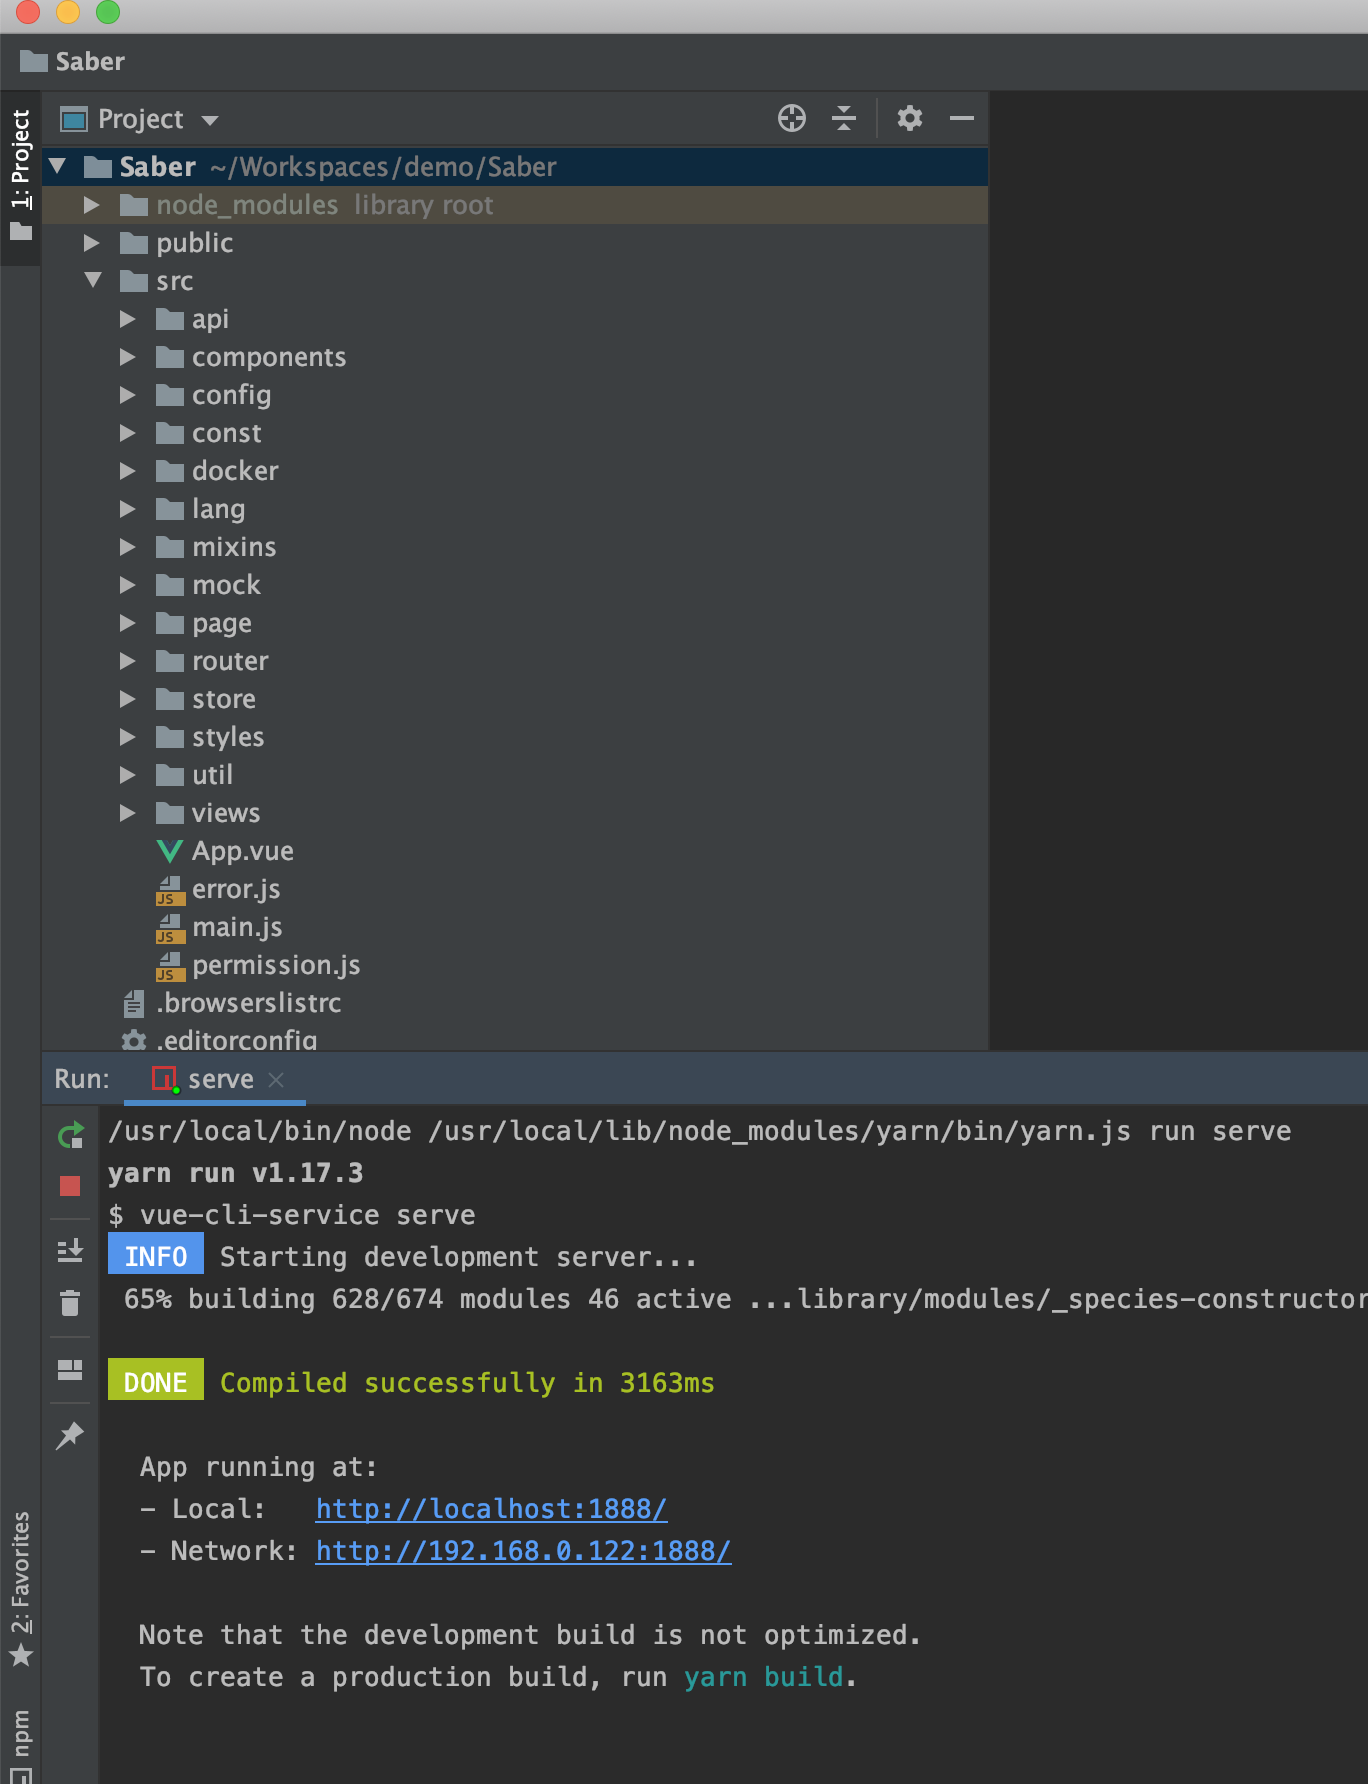 Saber
1: Project
Project
Saber ~/Workspaces/demo/Saber
node_modules library root
public
src
api
components
config
const
docker
lang
mixins
mock
page
router
store
styles
util
views
App.vue
JS error.js
JS main.js
JS permission.js
.browserslistrc
.editorconfig
Run: serve
/usr/local/bin/node /usr/local/lib/node_modules/yarn/bin/yarn.js run serve
yarn run v1.17.3
$ vue-cli-service serve
INFO Starting development server...
65% building 628/674 modules 46 active ...library/modules/_species-constructor
DONE Compiled successfully in 3163ms
App running at:
- Local: http://localhost:1888/
- Network: http://192.168.0.122:1888/
Note that the development build is not optimized.
To create a production build, run yarn build.
2: Favorites
npm